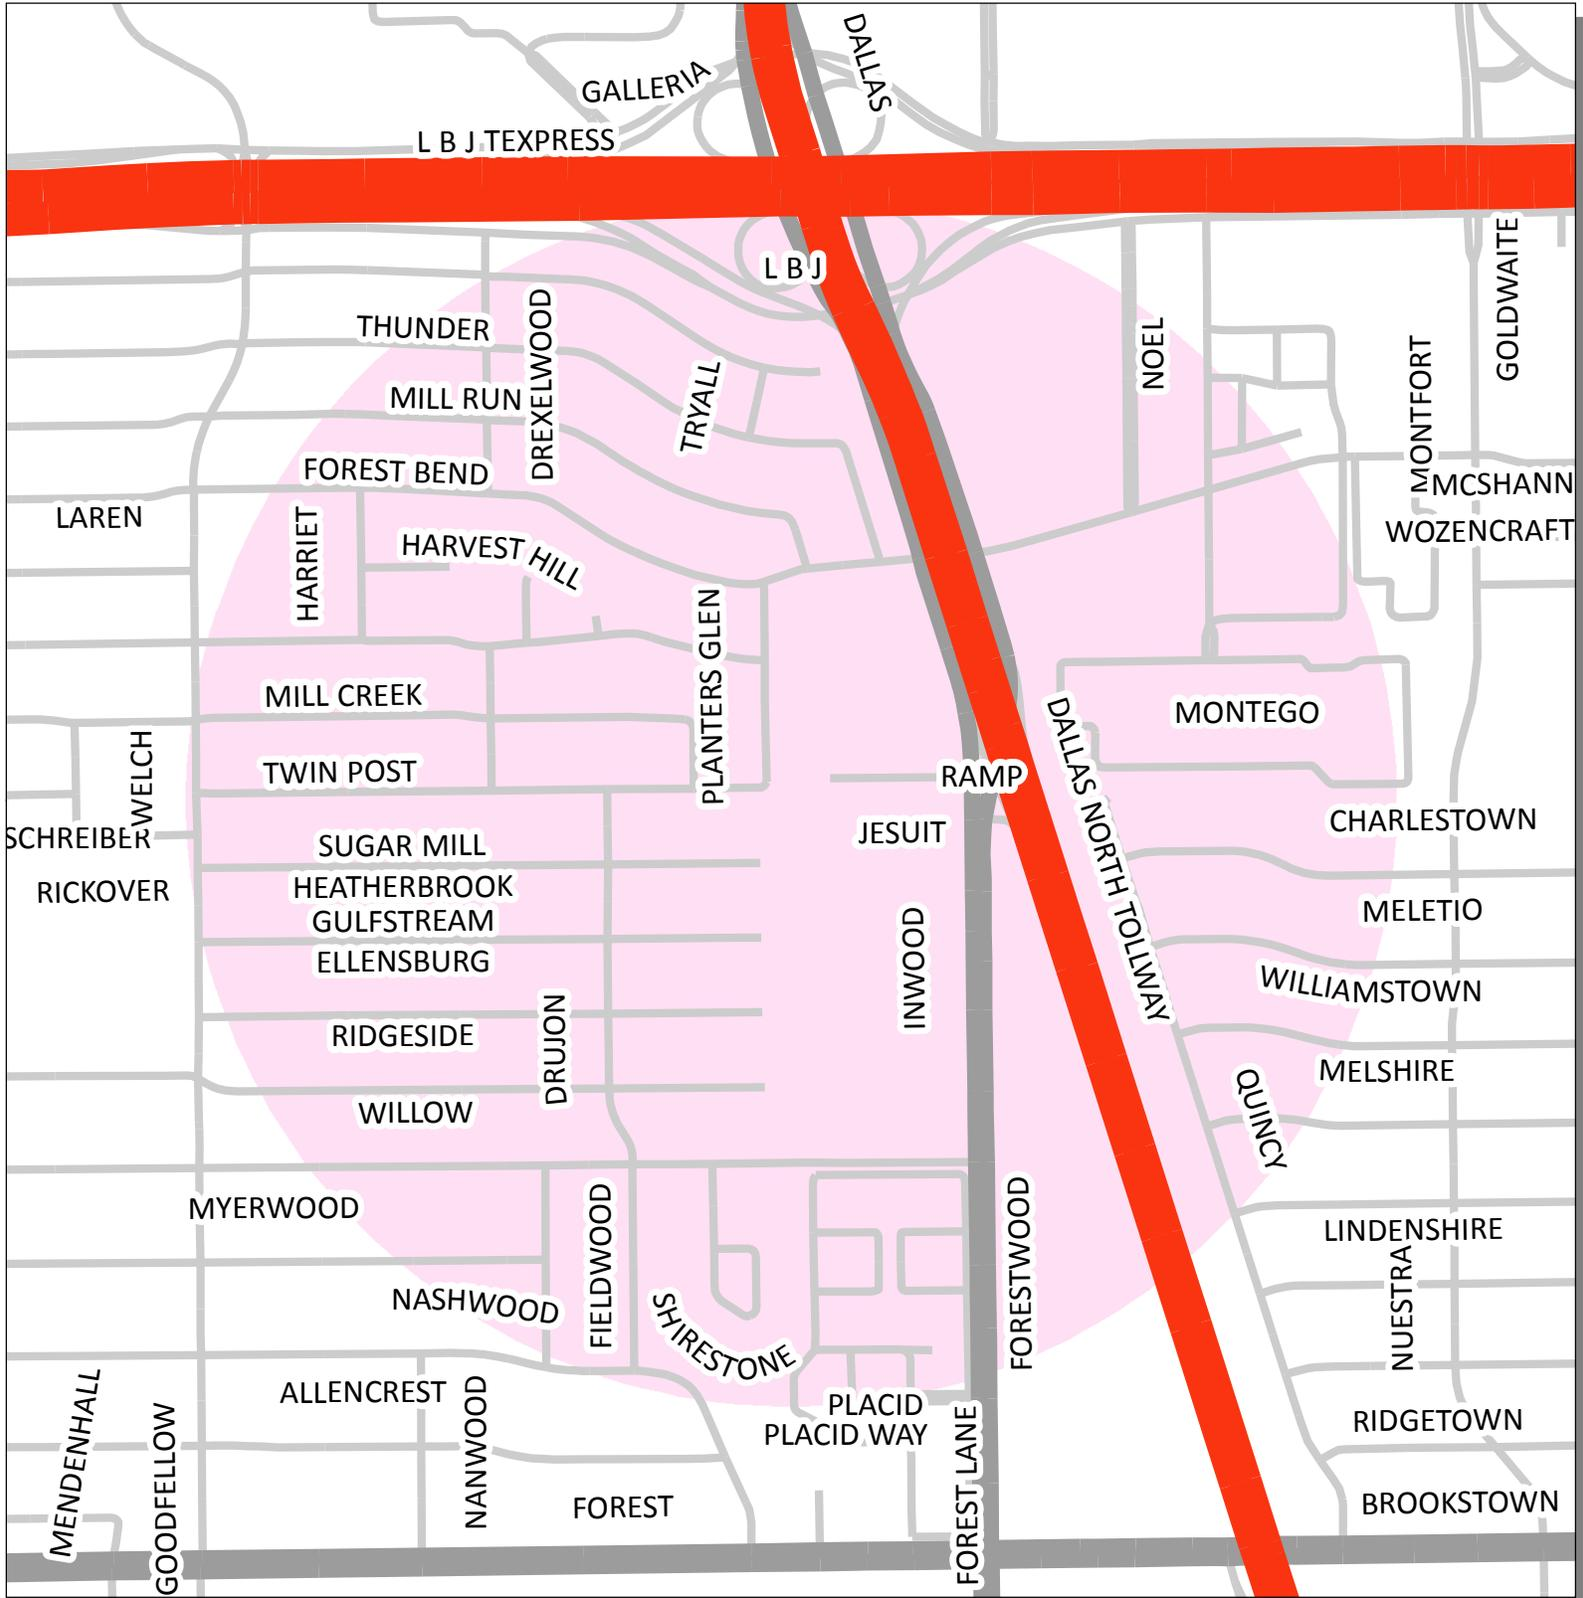 DALLAS
GALLERIA
L B J TEXPRESS
L B J
GOLDWAITE
THUNDER
DREXELWOOD
NOEL
MONTFORT
MILL RUN
TRYALL
FOREST BEND
MCSHANN
LAREN
HARRIET
HARVEST HILL
WOZENCRAFT
PLANTERS GLEN
MILL CREEK
MONTEGO
WELCH
TWIN POST
RAMP
DALLAS NORTH TOLLWAY
SCHREIBER
SUGAR MILL
JESUIT
CHARLESTOWN
RICKOVER
HEATHERBROOK
GULFSTREAM
MELETIO
ELLENSBURG
INWOOD
WILLIAMSTOWN
RIDGESIDE
DRUJON
MELSHIRE
WILLOW
QUINCY
MYERWOOD
FIELDWOOD
FORESTWOOD
LINDENSHIRE
NASHWOOD
SHIRESTONE
NUESTRA
ALLENCREST
MENDENHALL
GOODFELLOW
NANWOOD
PLACID
PLACID WAY
RIDGETOWN
FOREST LANE
FOREST
BROOKSTOWN